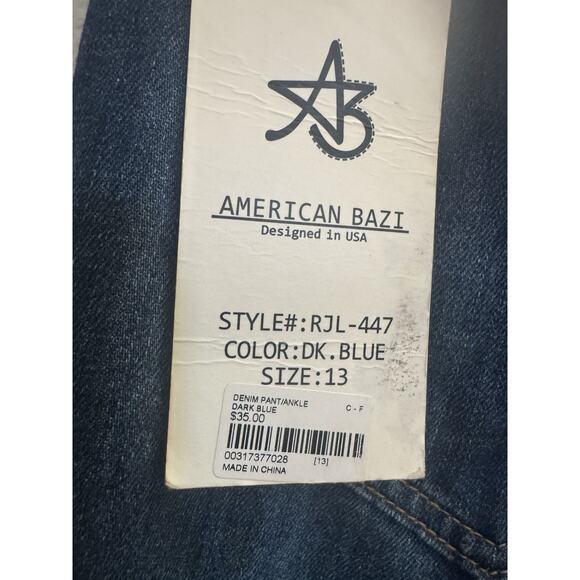 AB
AMERICAN BAZI
Designed in USA
STYLE#:RJL-447
COLOR:DK.BLUE
SIZE:13
DENIM PANT/ANKLE C - F
DARK BLUE
$35.00
00317377028 [13]
MADE IN CHINA